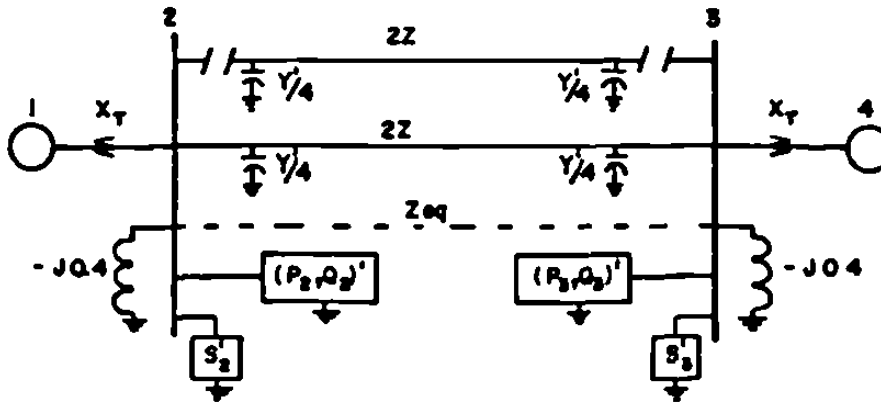 2 3
2Z
Y'/4 Y'/4
1 X_T X_T 4
2Z
Y'/4 Y'/4
Z eq
-J0.4 (P_2,Q_2)' (P_3,Q_3)' -J0.4
S'_2 S'_3